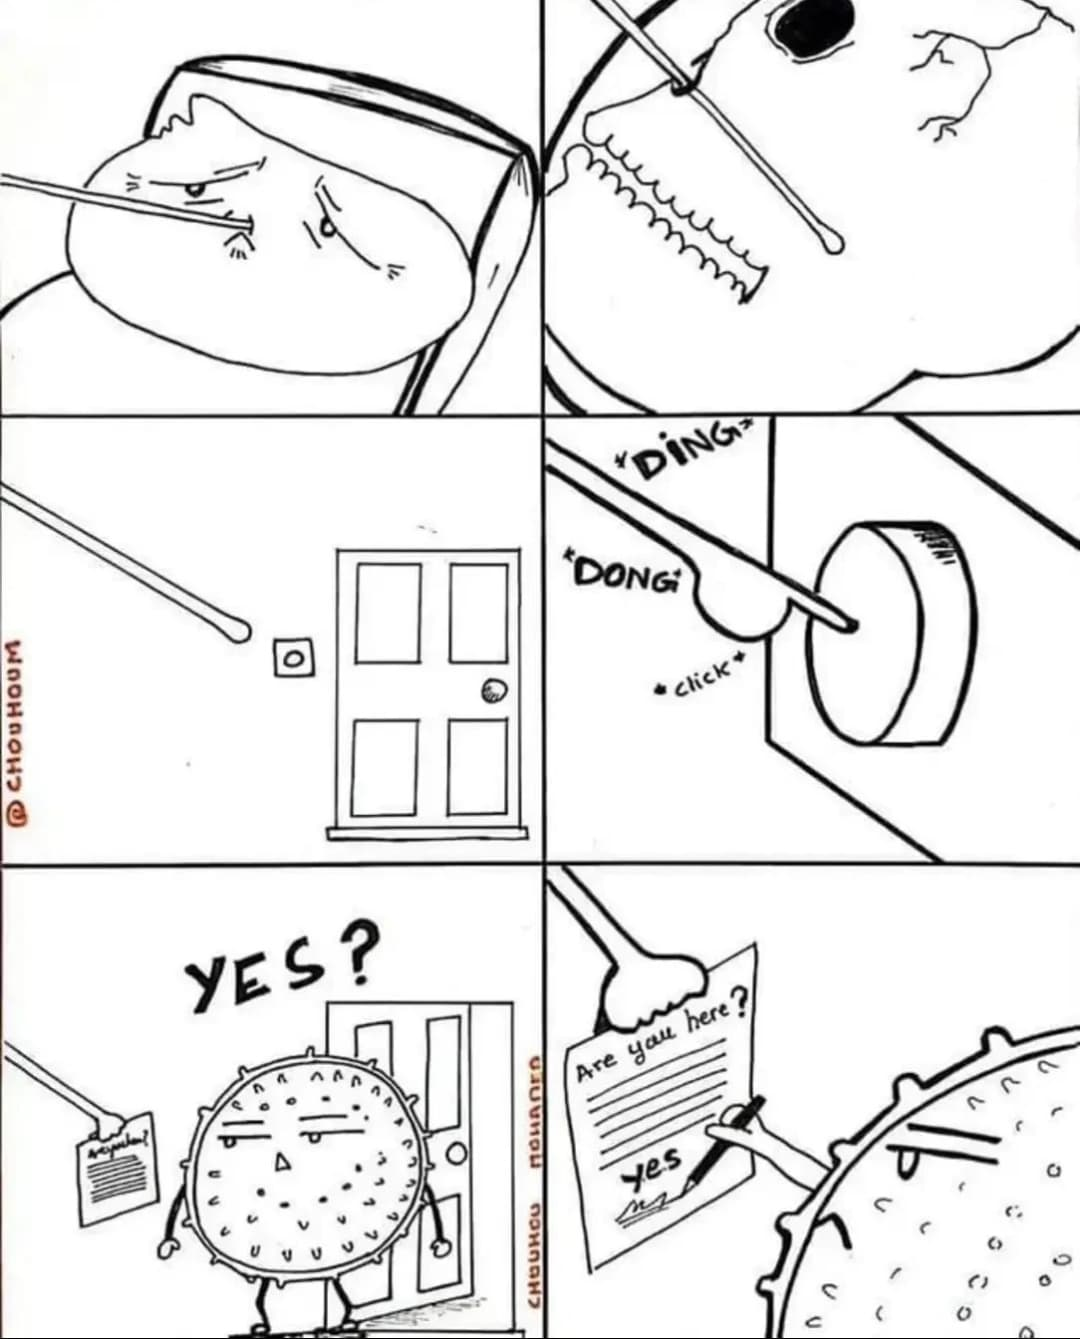 *DING*
*DONG*
*click*
@CHOUHOUM
YES?
Are you here?
yes
CHOUHOU MOHAMED